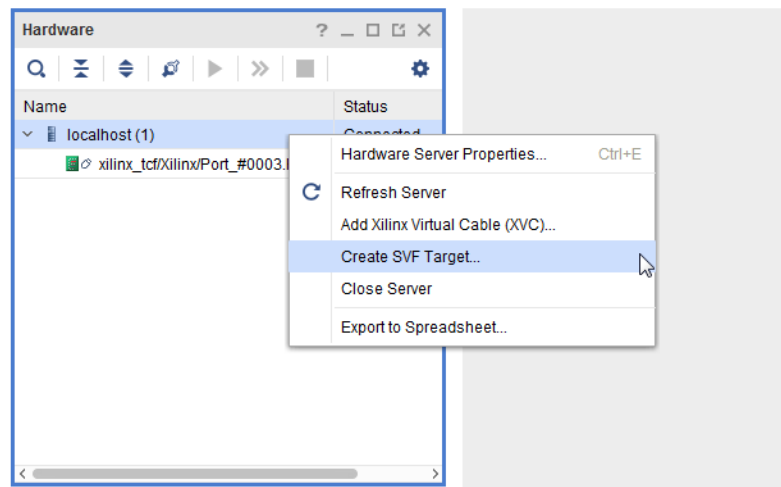 Hardware
Name Status
localhost (1) Connected
xilinx_tcf/Xilinx/Port_#0003.
Hardware Server Properties... Ctrl+E
Refresh Server
Add Xilinx Virtual Cable (XVC)...
Create SVF Target...
Close Server
Export to Spreadsheet...